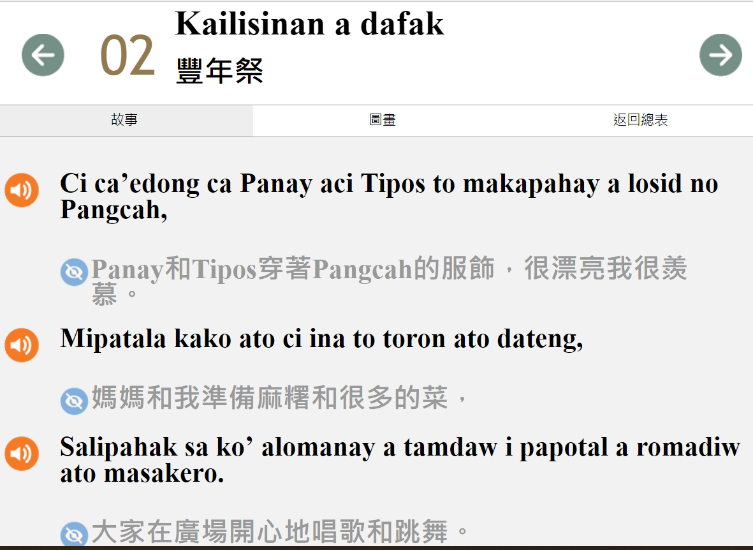 02
Kailisinan a dafak
豐年祭
故事
圖畫
返回總表
Ci ca’edong ca Panay aci Tipos to makapahay a losid no
Pangcah,
Panay和Tipos穿著Pangcah的服飾，很漂亮我很羨
慕。
Mipatala kako ato ci ina to toron ato dateng,
媽媽和我準備麻糬和很多的菜，
Salipahak sa ko’ alomanay a tamdaw i papotal a romadiw
ato masakero.
大家在廣場開心地唱歌和跳舞。